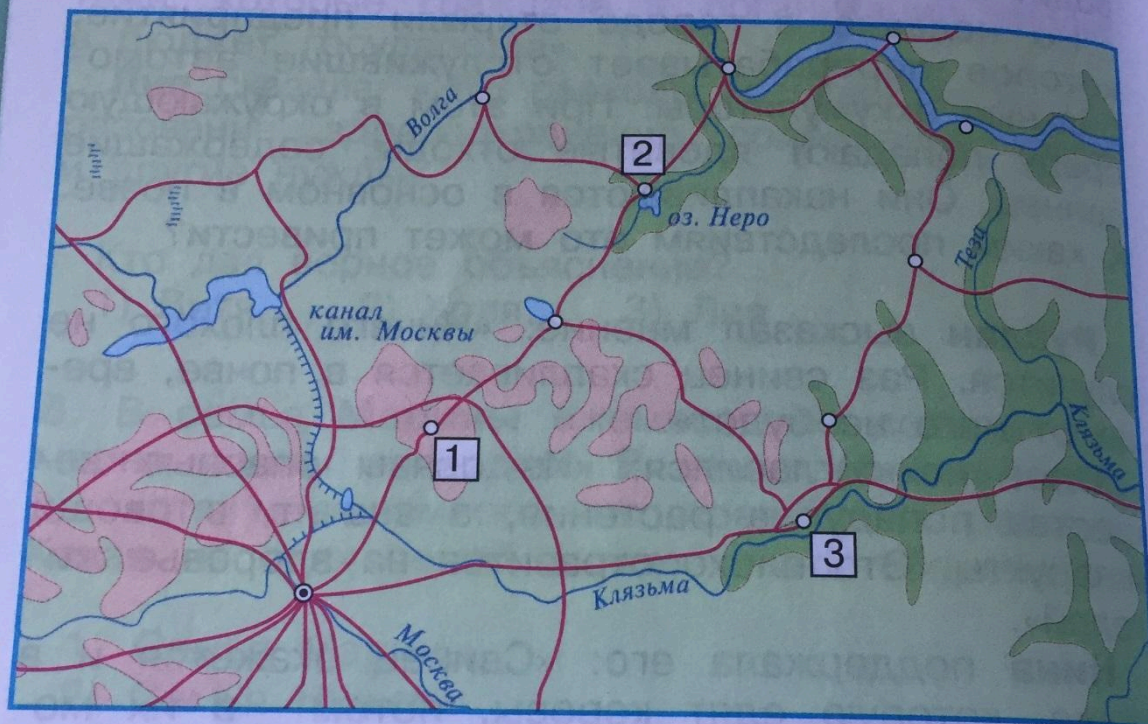 Волга
2
оз. Неро
Теза
канал
им. Москвы
1
Клязьма
3
Клязьма
Москва